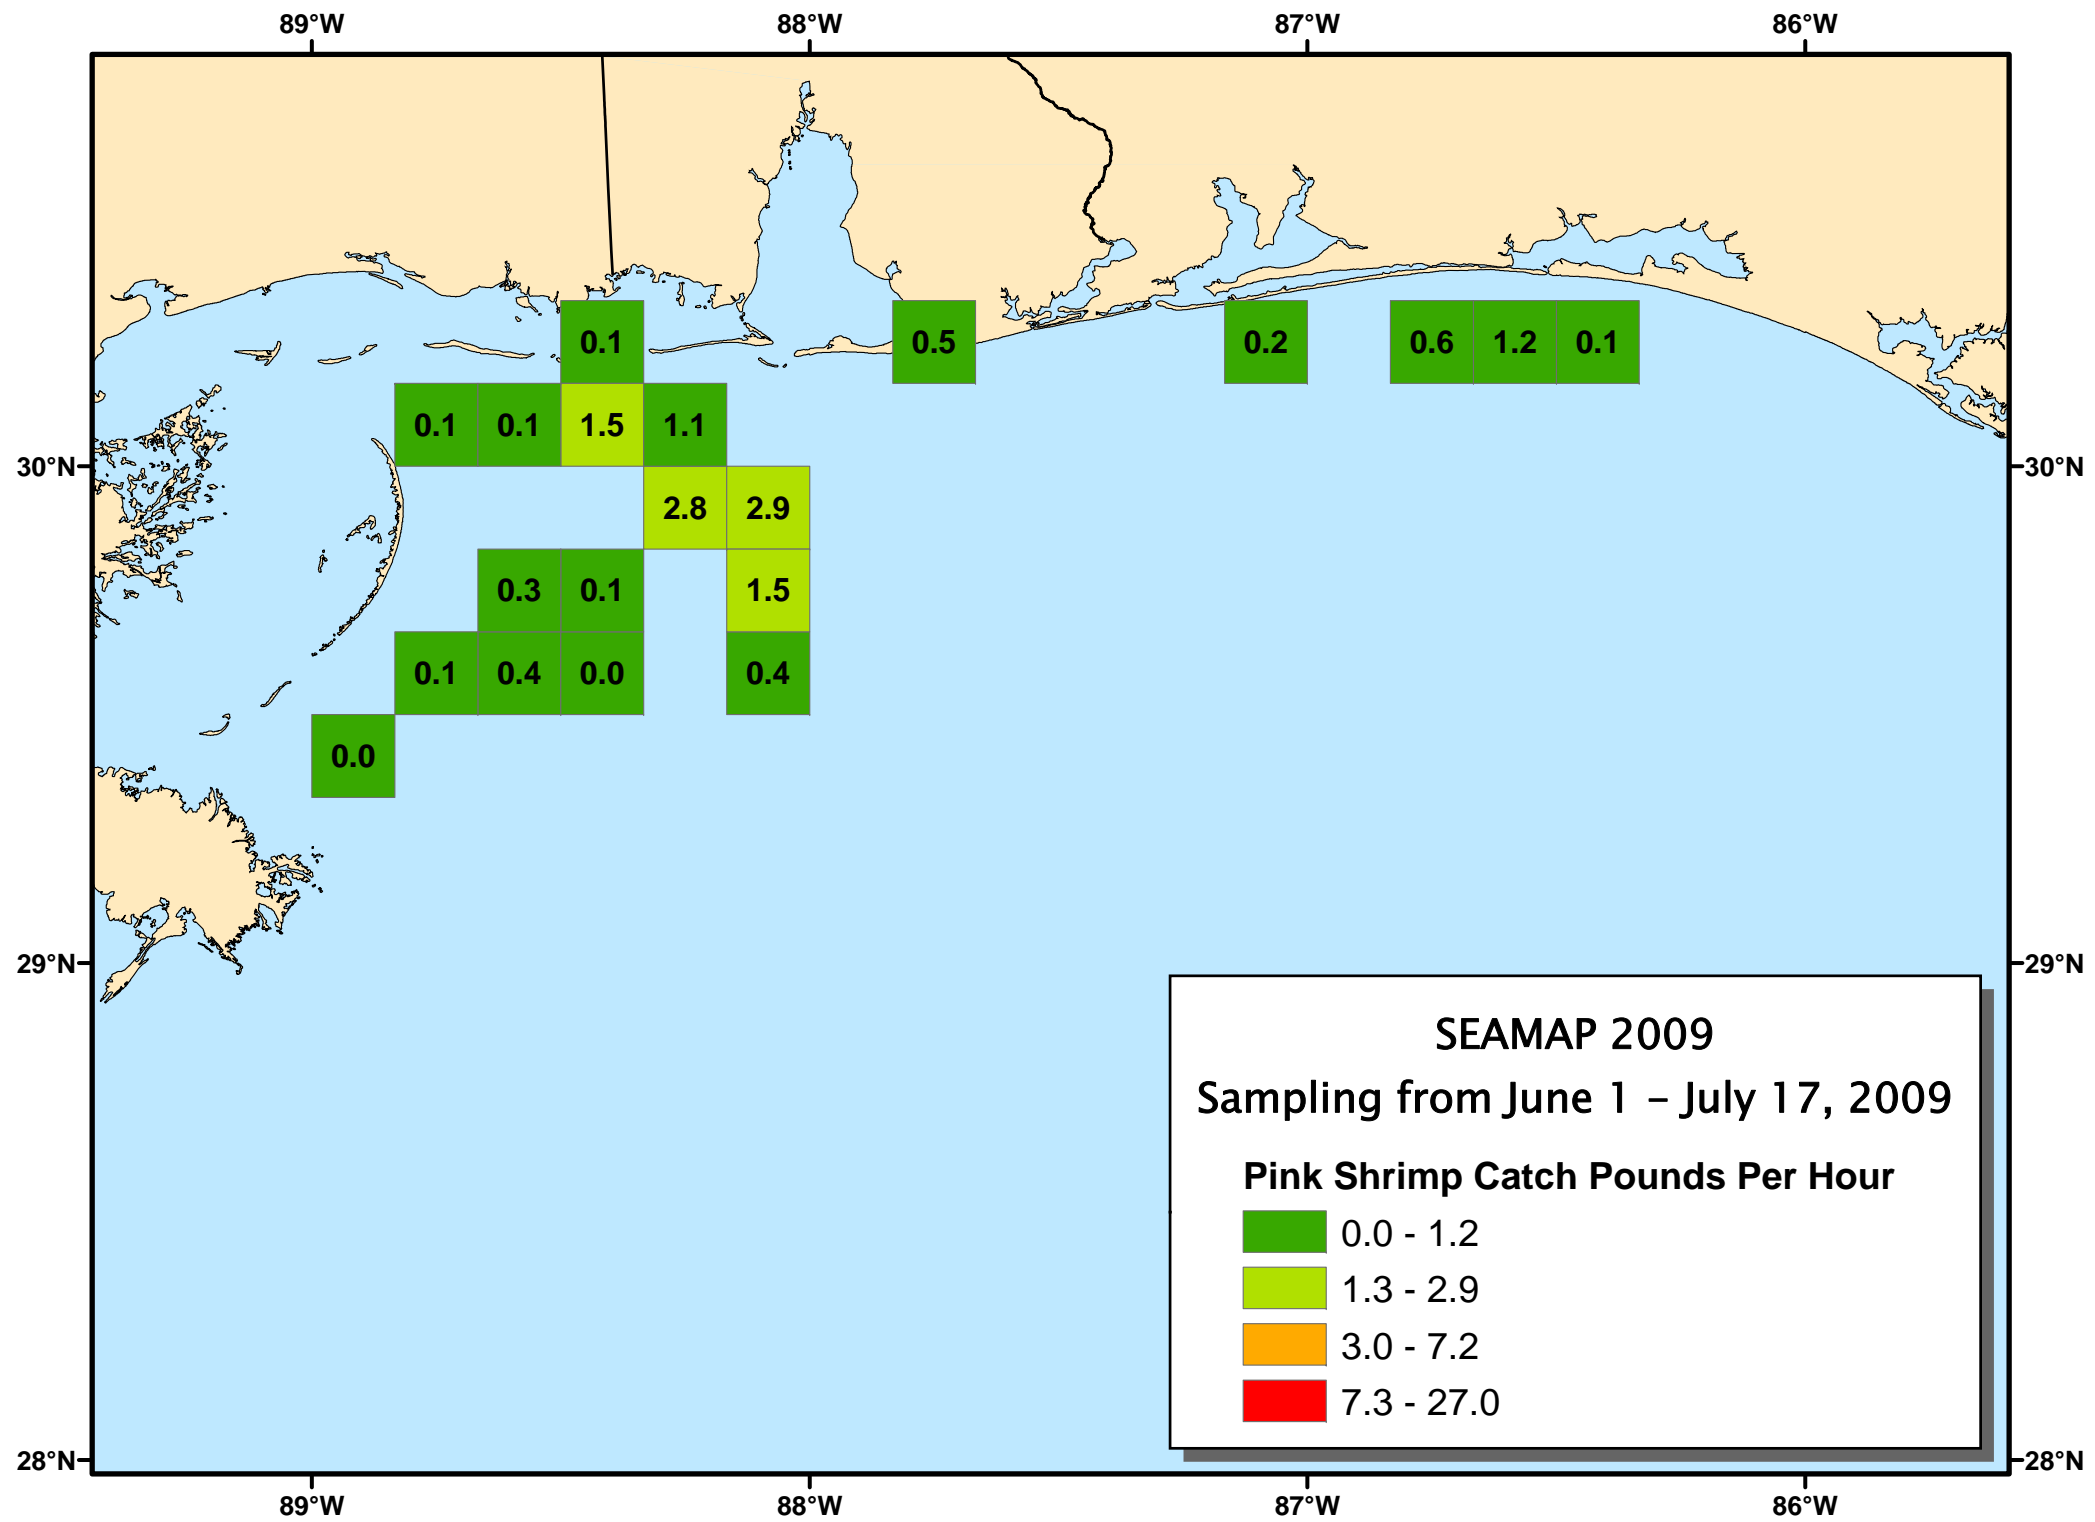 89°W 88°W 87°W 86°W
0.1 0.5 0.2 0.6 1.2 0.1
0.1 0.1 1.5 1.1
30°N 30°N
2.8 2.9
0.3 0.1 1.5
0.1 0.4 0.0 0.4
0.0
29°N 29°N
SEAMAP 2009
Sampling from June 1 – July 17, 2009
Pink Shrimp Catch Pounds Per Hour
0.0 - 1.2
1.3 - 2.9
3.0 - 7.2
7.3 - 27.0
28°N 28°N
89°W 88°W 87°W 86°W